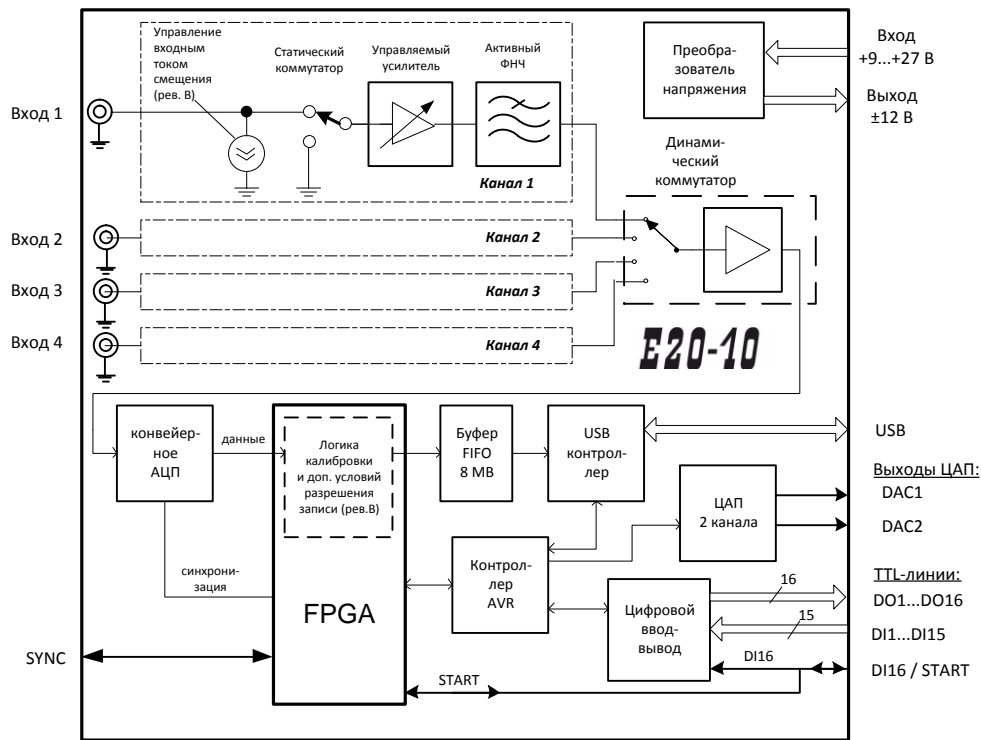 Управление
входным
током
смещения
(рев. В)
Статический
коммутатор
Управляемый
усилитель
Активный
ФНЧ
Преобра-
зователь
напряжения
Вход
+9...+27 В
Выход
±12 В
Вход 1
Канал 1
Динами-
ческий
коммутатор
Вход 2
Канал 2
Вход 3
Канал 3
Вход 4
Канал 4
E20-10
конвейер-
ное
АЦП
данные
Логика
калибровки
и доп. условий
разрешения
записи (рев.В)
Буфер
FIFO
8 MB
USB
контрол-
лер
USB
Выходы ЦАП:
DAC1
DAC2
ЦАП
2 канала
синхрони-
зация
FPGA
Контрол-
лер
AVR
Цифровой
ввод-
вывод
16
15
DI16
TTL-линии:
DO1...DO16
DI1...DI15
DI16 / START
SYNC
START